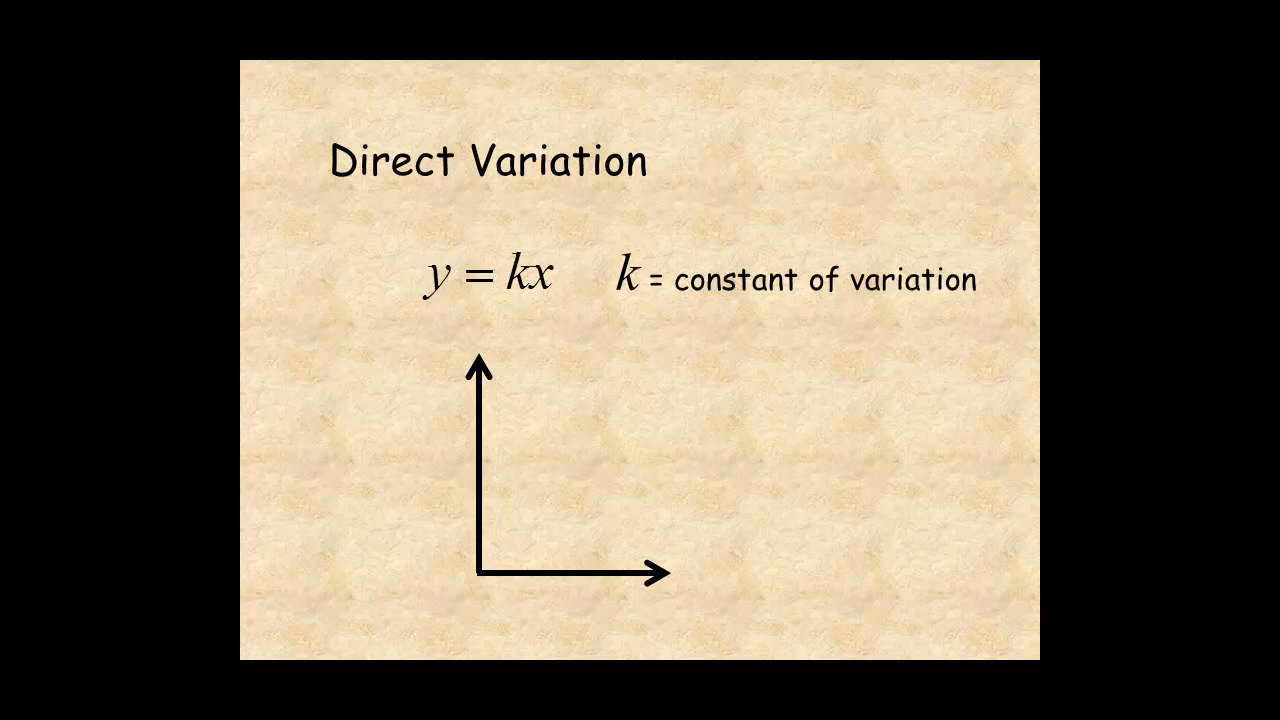 Direct Variation
y = kx k = constant of variation